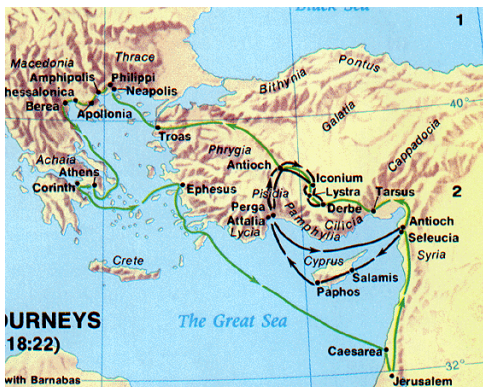 Black Sea
1
Macedonia
Thrace
Amphipolis
Philippi
hessalonica
Neapolis
Berea
Apollonia
Bithynia
Pontus
40°
Troas
Galatia
Cappadocia
Achaia
Athens
Corinth
Phrygia
Antioch
Iconium
Lystra
Derbe
Tarsus
2
Ephesus
Pisidia
Perga
Attalia
Lycia
Pamphylia
Cilicia
Antioch
Seleucia
Syria
Crete
Cyprus
Salamis
Paphos
The Great Sea
OURNEYS
18:22)
Caesarea
32°
with Barnabas
Jerusalem